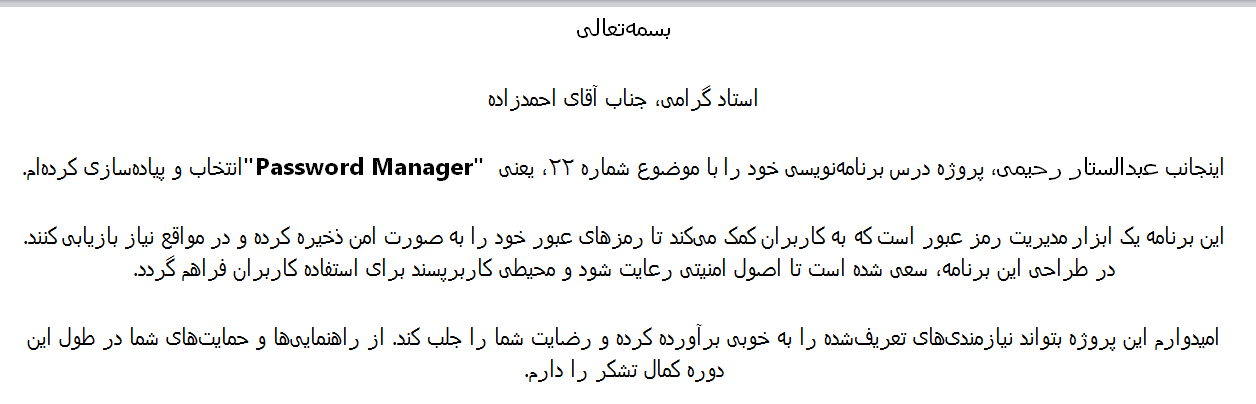 بسمه‌تعالی
استاد گرامی، جناب آقای احمدزاده
اینجانب عبدالستار رحیمی، پروژه درس برنامه‌نویسی خود را با موضوع شماره ۲۲، یعنی "Password Manager" انتخاب و پیاده‌سازی کرده‌ام.
این برنامه یک ابزار مدیریت رمز عبور است که به کاربران کمک می‌کند تا رمزهای عبور خود را به صورت امن ذخیره کرده و در مواقع نیاز بازیابی کنند.
در طراحی این برنامه، سعی شده است تا اصول امنیتی رعایت شود و محیطی کاربرپسند برای استفاده کاربران فراهم گردد.
امیدوارم این پروژه بتواند نیازمندی‌های تعریف‌شده را به خوبی برآورده کرده و رضایت شما را جلب کند. از راهنمایی‌ها و حمایت‌های شما در طول این
دوره کمال تشکر را دارم.